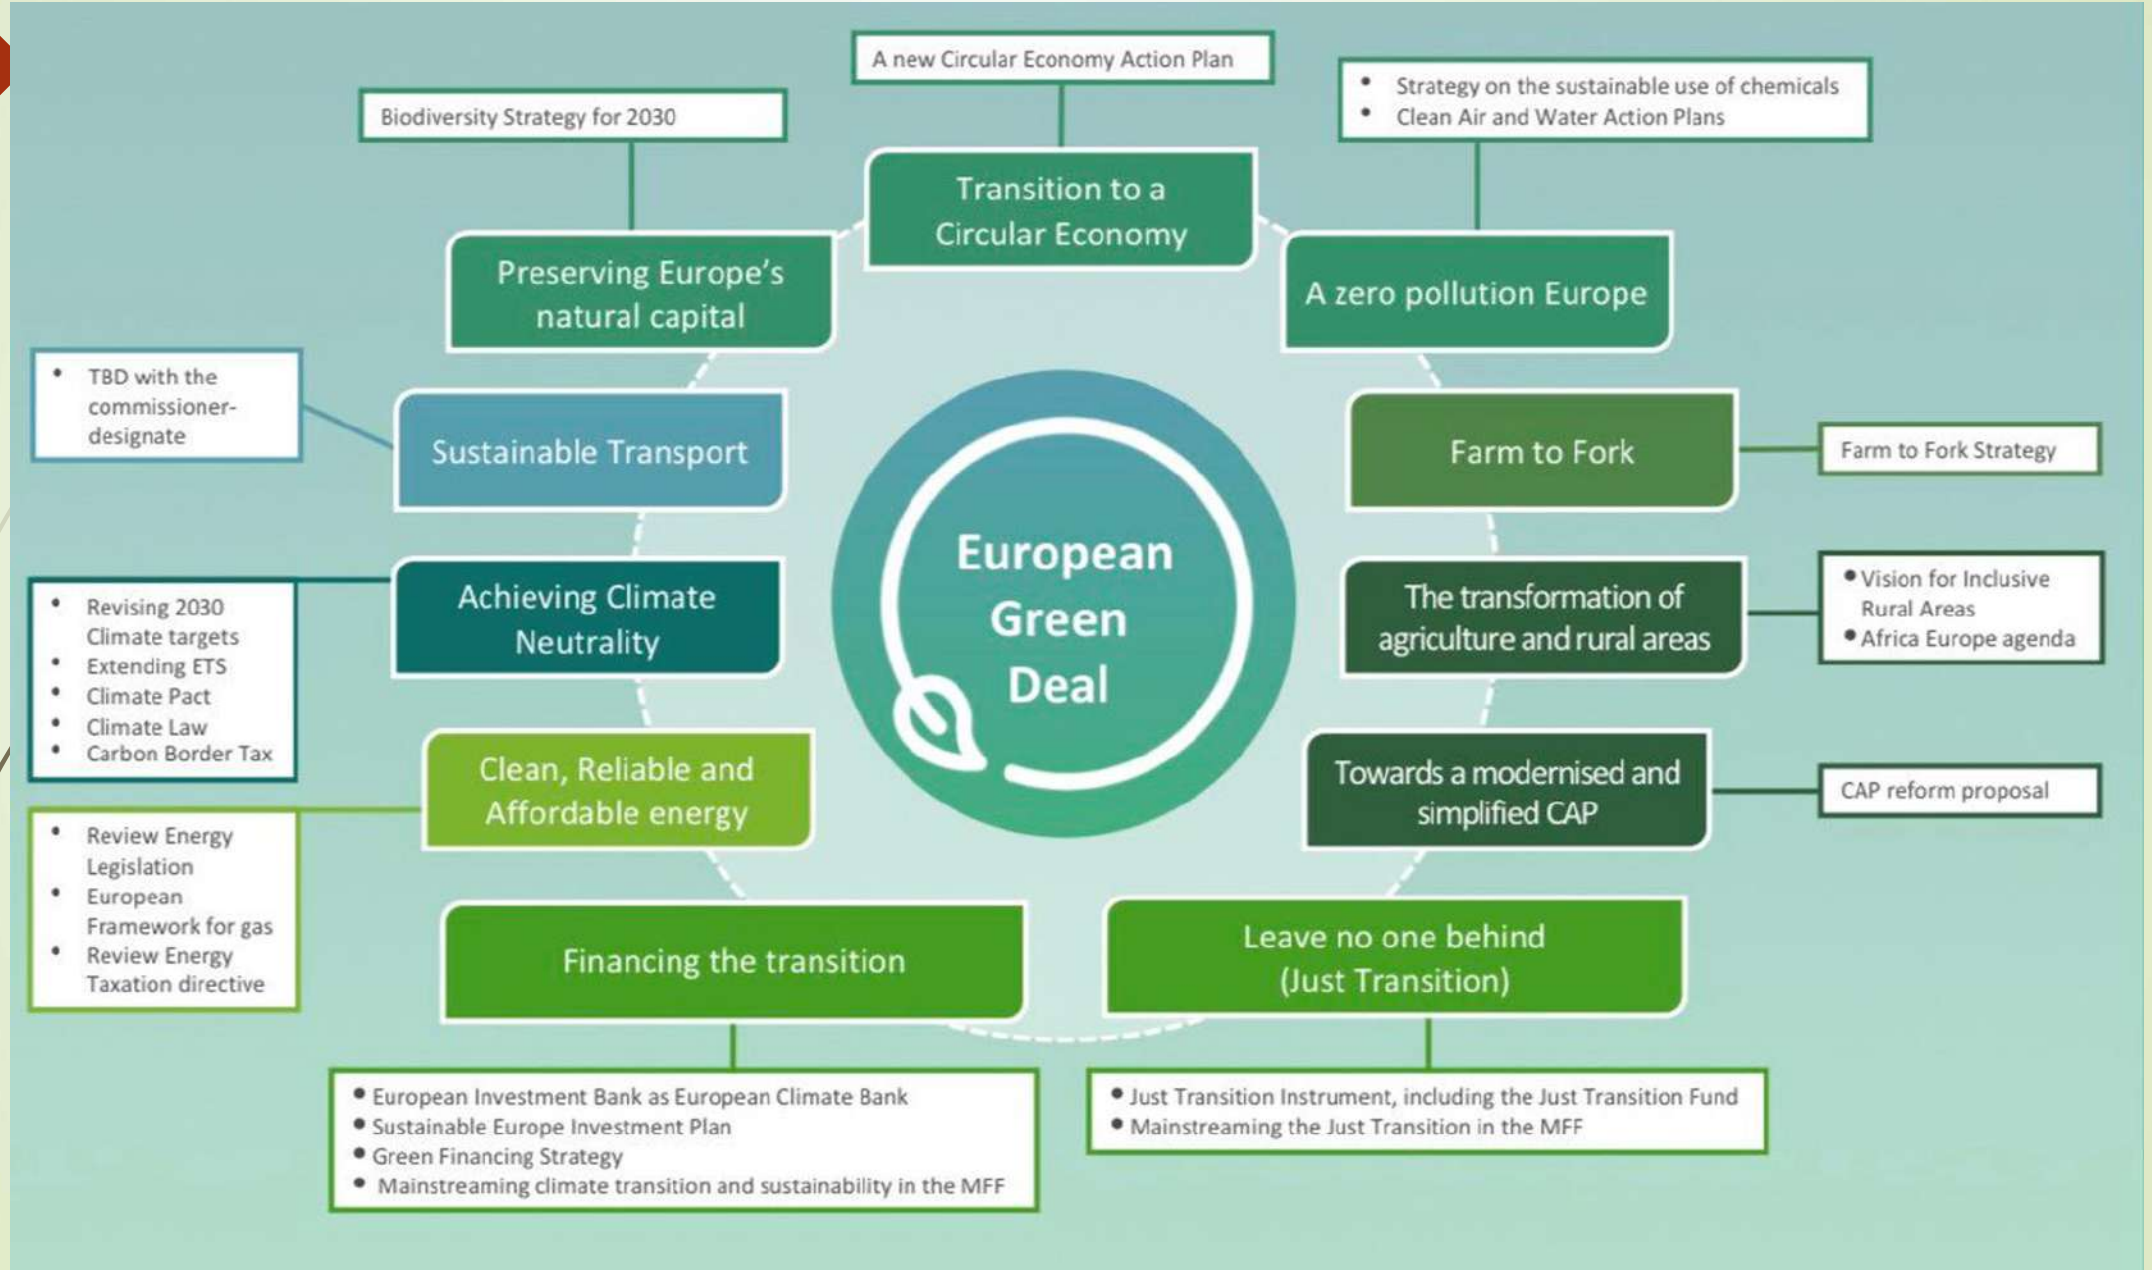 A new Circular Economy Action Plan
• Strategy on the sustainable use of chemicals
• Clean Air and Water Action Plans
Biodiversity Strategy for 2030
Transition to a
Circular Economy
Preserving Europe's
natural capital
A zero pollution Europe
• TBD with the
commissioner-
designate
Sustainable Transport
Farm to Fork
Farm to Fork Strategy
European
Green
Deal
Achieving Climate
Neutrality
• Revising 2030
Climate targets
• Extending ETS
• Climate Pact
• Climate Law
• Carbon Border Tax
The transformation of
agriculture and rural areas
• Vision for Inclusive
Rural Areas
• Africa Europe agenda
Clean, Reliable and
Affordable energy
• Review Energy
Legislation
• European
Framework for gas
• Review Energy
Taxation directive
Towards a modernised and
simplified CAP
CAP reform proposal
Financing the transition
Leave no one behind
(Just Transition)
• European Investment Bank as European Climate Bank
• Sustainable Europe Investment Plan
• Green Financing Strategy
• Mainstreaming climate transition and sustainability in the MFF
• Just Transition Instrument, including the Just Transition Fund
• Mainstreaming the Just Transition in the MFF